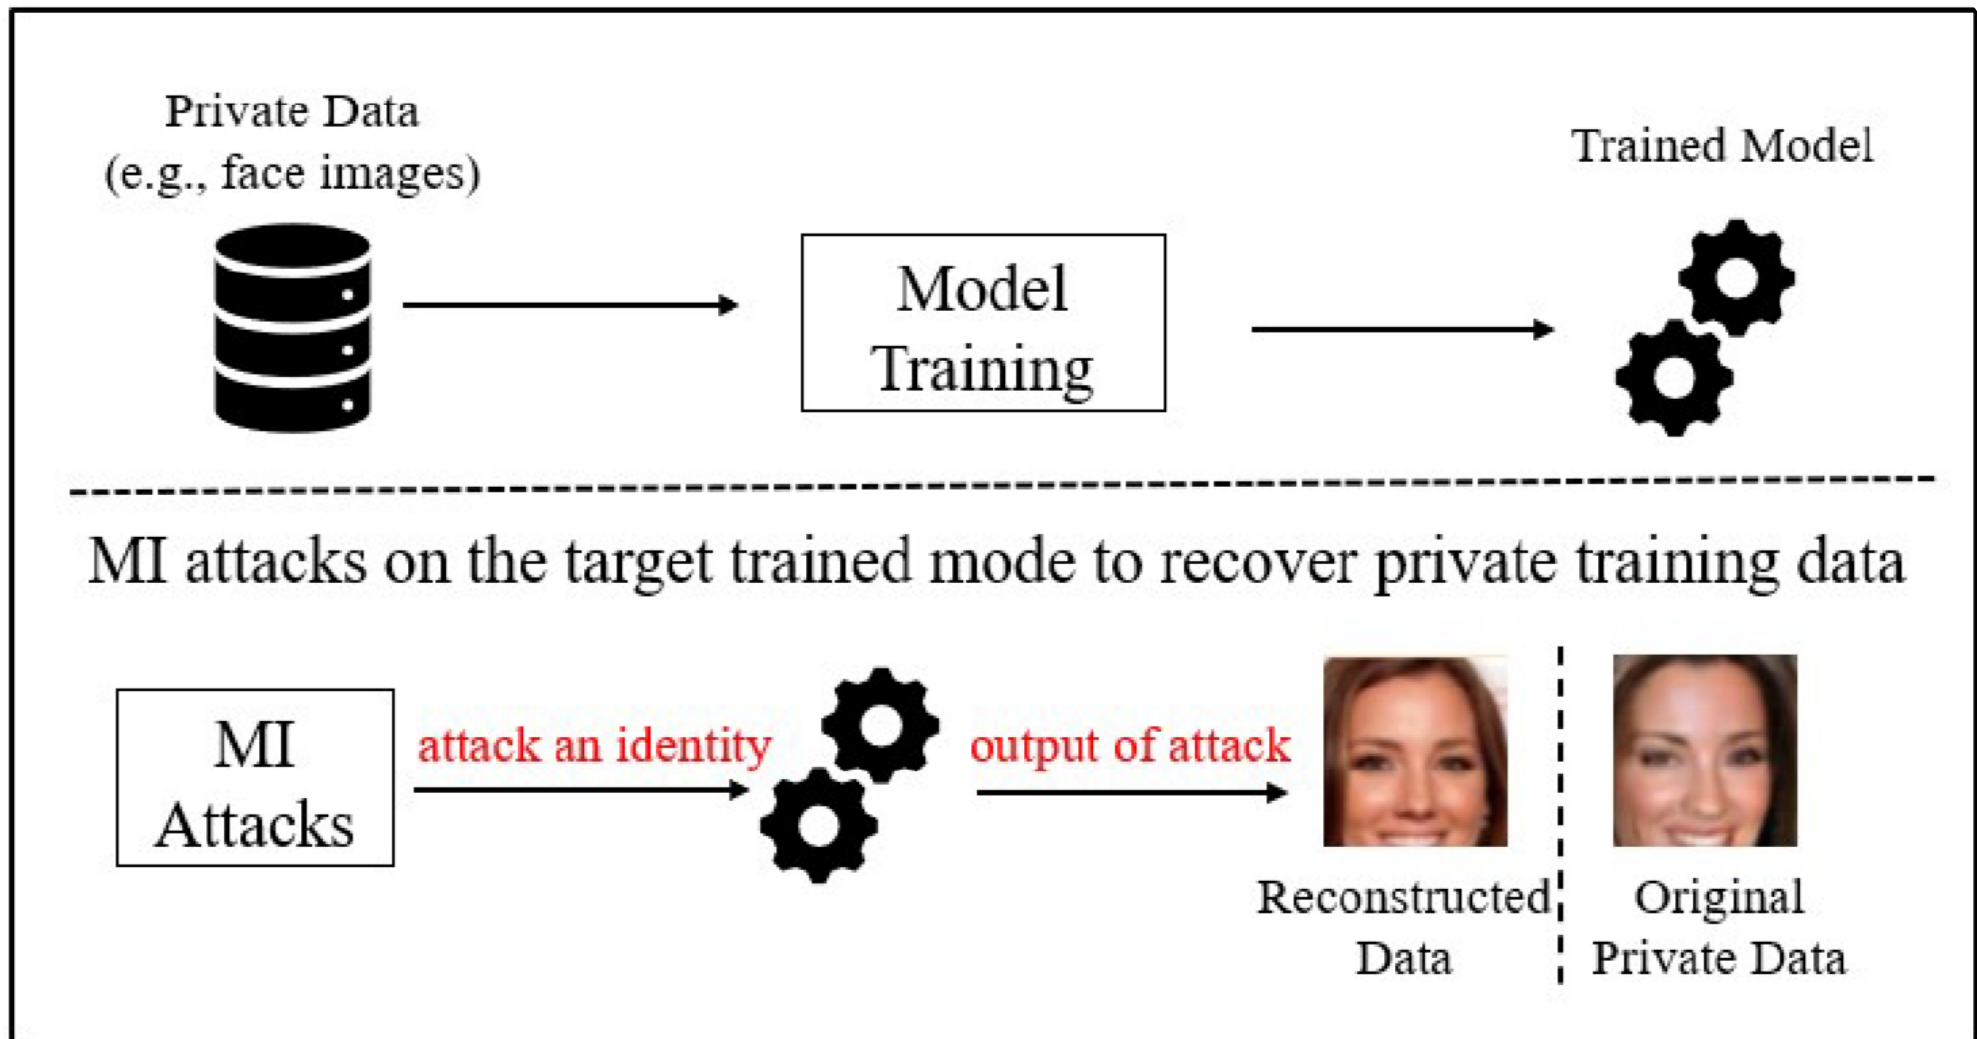 Private Data
(e.g., face images)
Trained Model
Model
Training
MI attacks on the target trained mode to recover private training data
MI
Attacks
attack an identity
output of attack
Reconstructed
Data
Original
Private Data